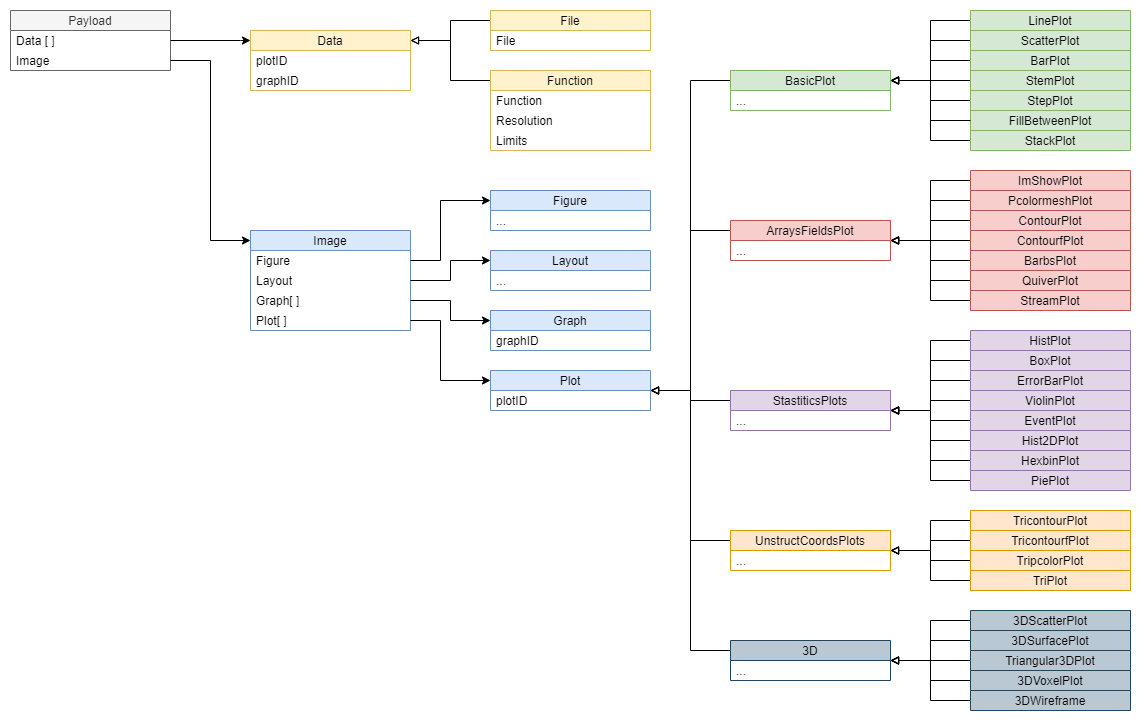 Payload
Data [ ]
Image
Data
plotID
graphID
File
File
Function
Function
Resolution
Limits
Image
Figure
Layout
Graph[ ]
Plot[ ]
Figure
...
Layout
...
Graph
graphID
Plot
plotID
BasicPlot
...
LinePlot
ScatterPlot
BarPlot
StemPlot
StepPlot
FillBetweenPlot
StackPlot
ArraysFieldsPlot
...
ImShowPlot
PcolormeshPlot
ContourPlot
ContourfPlot
BarbsPlot
QuiverPlot
StreamPlot
StastiticsPlots
...
HistPlot
BoxPlot
ErrorBarPlot
ViolinPlot
EventPlot
Hist2DPlot
HexbinPlot
PiePlot
UnstructCoordsPlots
...
TricontourPlot
TricontourfPlot
TripcolorPlot
TriPlot
3D
...
3DScatterPlot
3DSurfacePlot
Triangular3DPlot
3DVoxelPlot
3DWireframe